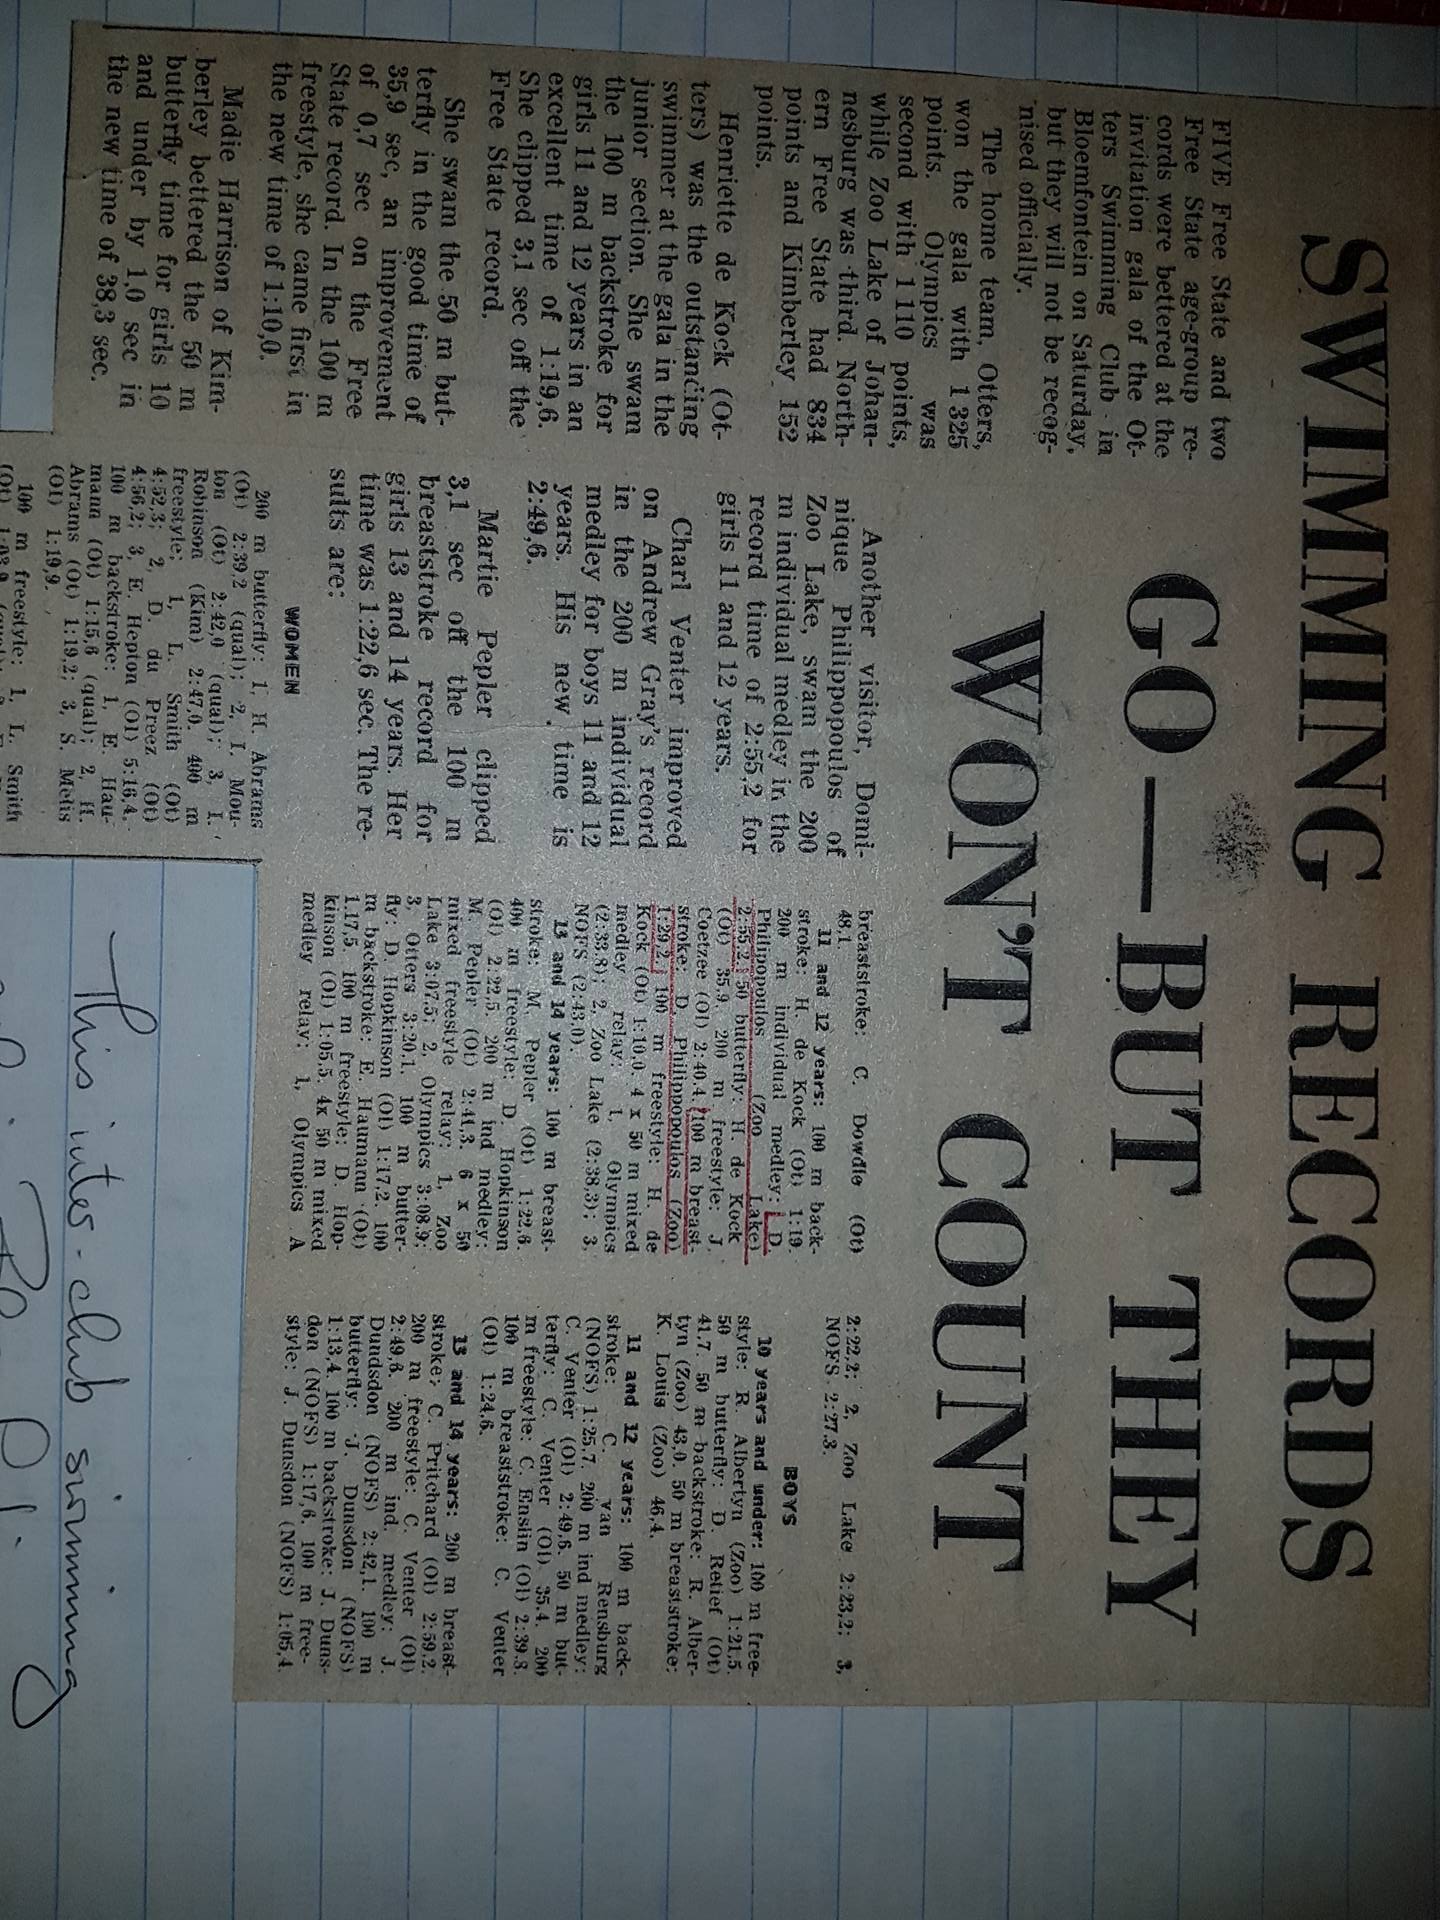 SWIMMING RECORDS
GO — BUT THEY
WON'T COUNT
FIVE Free State and two
Free State age-group re-
cords were bettered at the
invitation gala of the Ot-
ters Swimming Club in
Bloemfontein on Saturday,
but they will not be recog-
nised officially.
The home team, Otters,
won the gala with 1 325
points. Olympics was
second with 1 110 points,
while Zoo Lake of Johan-
nesburg was third. North-
ern Free State had 834
points and Kimberley 152
points.
Henriette de Kock (Ot-
ters) was the outstancing
swimmer at the gala in the
junior section. She swam
the 100 m backstroke for
girls 11 and 12 years in an
excellent time of 1:19,6.
She clipped 3,1 sec off the
Free State record.
She swam the 50 m but-
terfly in the good time of
35,9 sec, an improvement
of 0,7 sec on the Free
State record. In the 100 m
freestyle, she came first in
the new time of 1:10,0.
Madie Harrison of Kim-
berley bettered the 50 m
butterfly time for girls 10
and under by 1,0 sec in
the new time of 38,3 sec.
Another visitor, Domi-
nique Philippopoulos of
Zoo Lake, swam the 200
m individual medley in the
record time of 2:55,2 for
girls 11 and 12 years.
Charl Venter improved
on Andrew Gray's record
in the 200 m individual
medley for boys 11 and 12
years. His new time is
2:49,6.
Martie Pepler clipped
3,1 sec off the 100 m
breaststroke record for
girls 13 and 14 years. Her
time was 1:22,6 sec. The re-
sults are:
WOMEN
200 m butterfly: 1, H. Abrams
(Ot) 2:39,2 (qual); 2, I. Mou-
ton (Ot) 2:42,0 (qual); 3, I.
Robinson (Kim) 2:47,0. 400 m
freestyle; 1, L. Smith (Ot)
4:52,3; 2, D. du Preez (Ot)
4:56,2; 3, E. Hepton (Ol) 5:16,4.
100 m backstroke: 1, E. Hau-
mann (Ot) 1:15,6 (qual); 2, H.
Abrams (Ot) 1:19,2; 3, S. Melis
(Ot) 1:19,9.
100 m freestyle: 1, L. Smith
breaststroke: C. Dowdle (Ot)
48,1.
11 and 12 years: 100 m back-
stroke: H. de Kock (Ot) 1:19.
200 m individual medley: D.
Philipopoulos (Zoo Lake)
2:55,2. 50 butterfly: H. de Kock
(Ot) 35,9. 200 m freestyle: J.
Coetzee (Ol) 2:40.4. 100 m breast-
stroke: D. Philippopoulos (Zoo)
1:29,2. 100 m freestyle: H. de
Kock (Ot) 1:10,0. 4 x 50 m mixed
medley relay: 1, Olympics
(2:33,8); 2, Zoo Lake (2:38,3); 3,
NOFS (2:43,0).
13 and 14 years: 100 m breast-
stroke: M. Pepler (Ot) 1:22,6.
400 m freestyle: D. Hopkinson
(Ol) 2:22,5. 200 m ind medley:
M. Pepler (Ot) 2:44,3. 6 x 50
mixed freestyle relay: 1, Zoo
Lake 3:07,5; 2, Olympics 3:08,9;
3, Otters 3:20,1. 100 m butter-
fly: D. Hopkinson (Ol) 1:17,2. 100
m backstroke: E. Haumann (Ot)
1.17,5. 100 m freestyle: D. Hop-
kinson (Ol) 1:05,5. 4x 50 m mixed
medley relay: 1, Olympics A
2:22,2; 2, Zoo Lake 2:23,2; 3,
NOFS 2:27,3.
BOYS
10 years and under: 100 m free-
style: R. Albertyn (Zoo) 1:21,5
50 m butterfly: D. Retief (Ot)
41,7. 50 m backstroke: R. Alber-
tyn (Zoo) 43,0. 50 m breaststroke:
K. Louis (Zoo) 46,4.
11 and 12 years: 100 m back-
stroke: C. van Rensburg
(NOFS) 1:25,7. 200 m ind medley:
C. Venter (Ol) 2:49,6. 50 m but-
terfly: C. Venter (Ol) 35.4. 200
m freestyle: C. Enslin (Ol) 2:39,3.
100 m breaststroke: C. Venter
(Ol) 1:24,6.
13 and 14 years: 200 m breast-
stroke; C. Pritchard (Ol) 2:59,2.
200 m freestyle: C. Venter (Ol)
2:49,6. 200 m ind. medley: J.
Dundsdon (NOFS) 2:42,1. 100 m
butterfly: J. Dunsdon (NOFS)
1:13,4. 100 m backstroke: J. Duns-
don (NOFS) 1:17,6. 100 m free-
style: J. Dunsdon (NOFS) 1:05,4.
This inter-club swimming